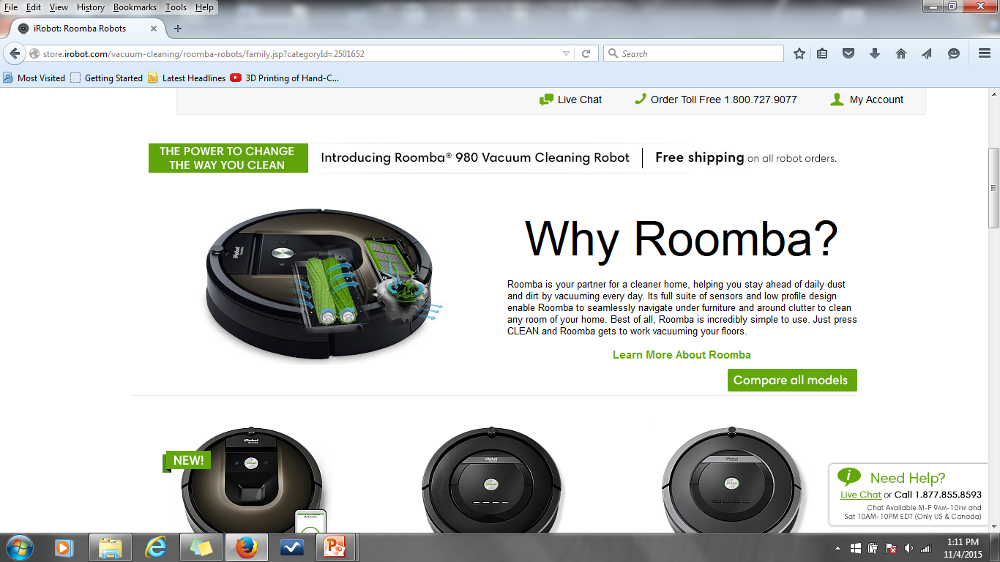 File Edit View History Bookmarks Tools Help
iRobot: Roomba Robots
store.irobot.com/vacuum-cleaning/roomba-robots/family.jsp?categoryId=2501652
Search
Most Visited Getting Started Latest Headlines 3D Printing of Hand-C...
Live Chat Order Toll Free 1.800.727.9077 My Account
THE POWER TO CHANGE
THE WAY YOU CLEAN
Introducing Roomba® 980 Vacuum Cleaning Robot
Free shipping on all robot orders.
iRobot
Why Roomba?
Roomba is your partner for a cleaner home, helping you stay ahead of daily dust
and dirt by vacuuming every day. Its full suite of sensors and low profile design
enable Roomba to seamlessly navigate under furniture and around clutter to clean
any room of your home. Best of all, Roomba is incredibly simple to use. Just press
CLEAN and Roomba gets to work vacuuming your floors.
Learn More About Roomba
Compare all models
NEW!
iRobot
CLEAN
iRobot
CLEAN
iRobot
CLEAN
Need Help?
Live Chat or Call 1.877.855.8593
Chat Available M-F 9AM-10PM and
Sat 10AM-10PM EDT (Only US & Canada)
1:11 PM
11/4/2015